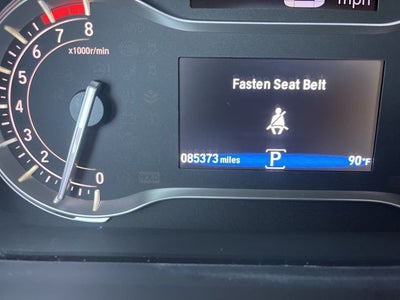 mph
8
7
x1000r/min
6
5
4
3
2
1
0
Fasten Seat Belt
085373 miles P 90°F